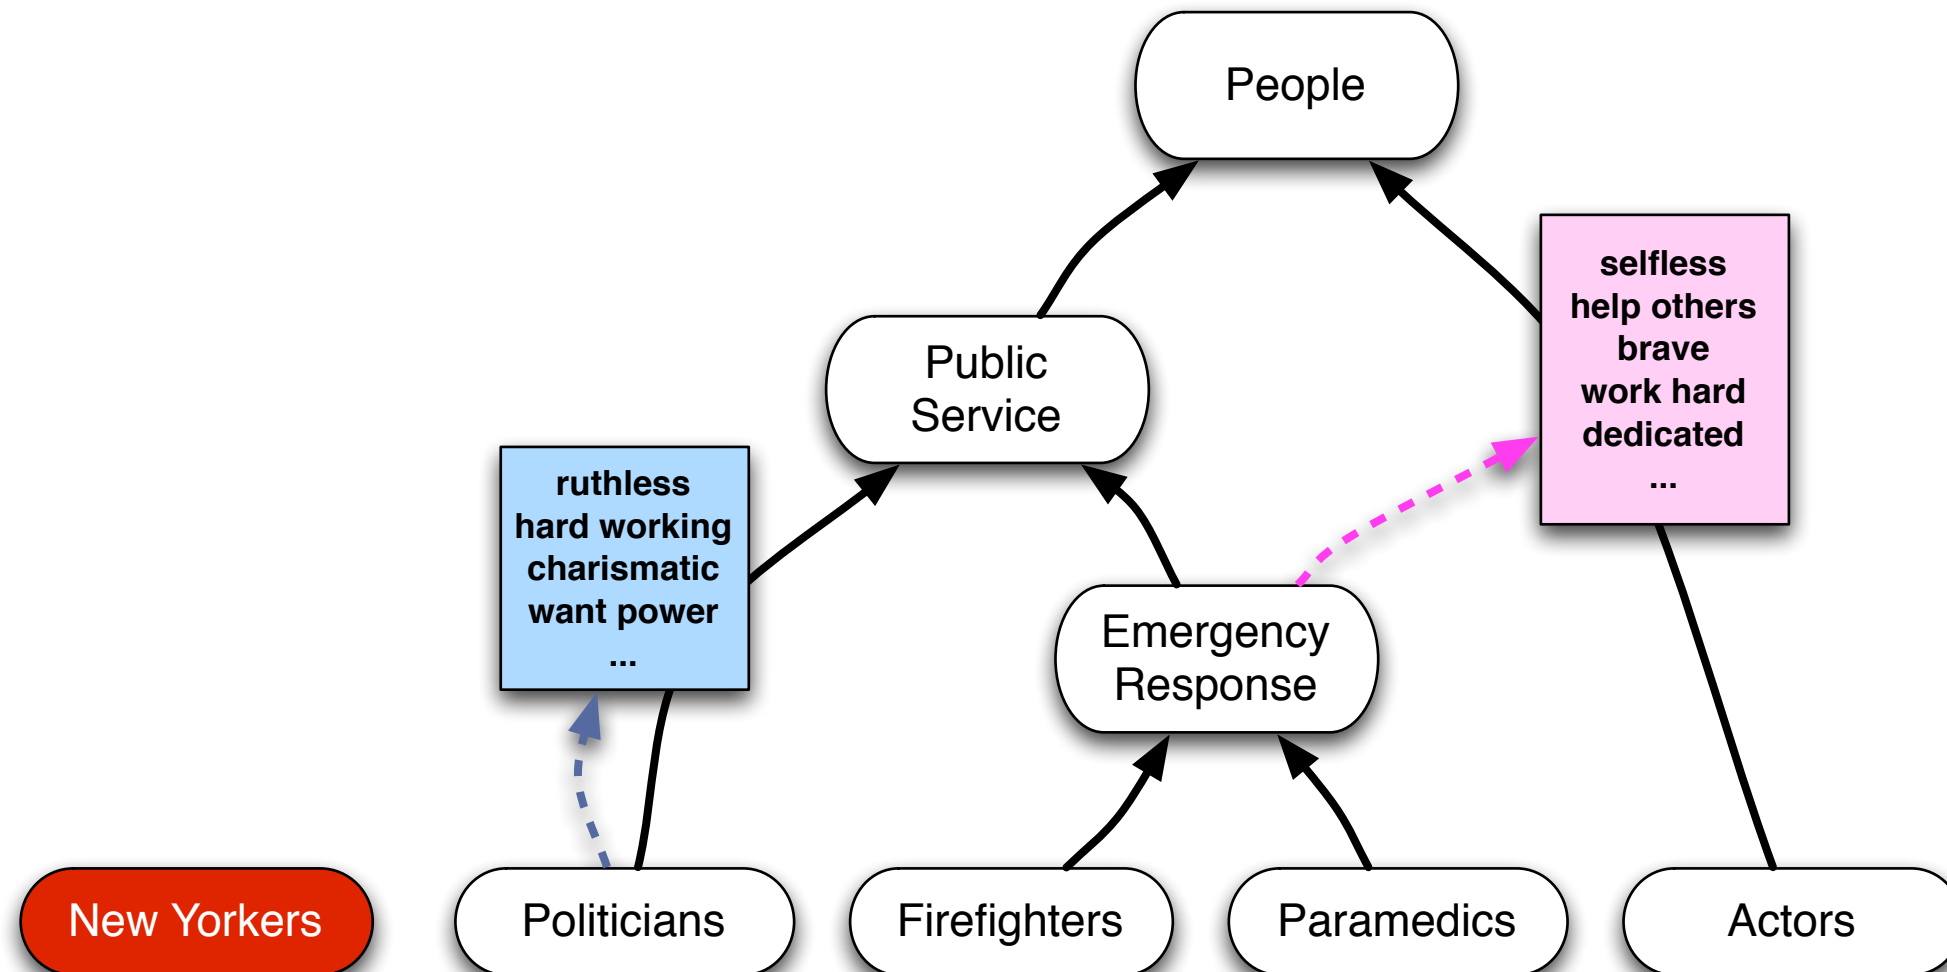 People
selfless
help others
brave
work hard
dedicated
...
Public
Service
ruthless
hard working
charismatic
want power
...
Emergency
Response
New Yorkers
Politicians
Firefighters
Paramedics
Actors